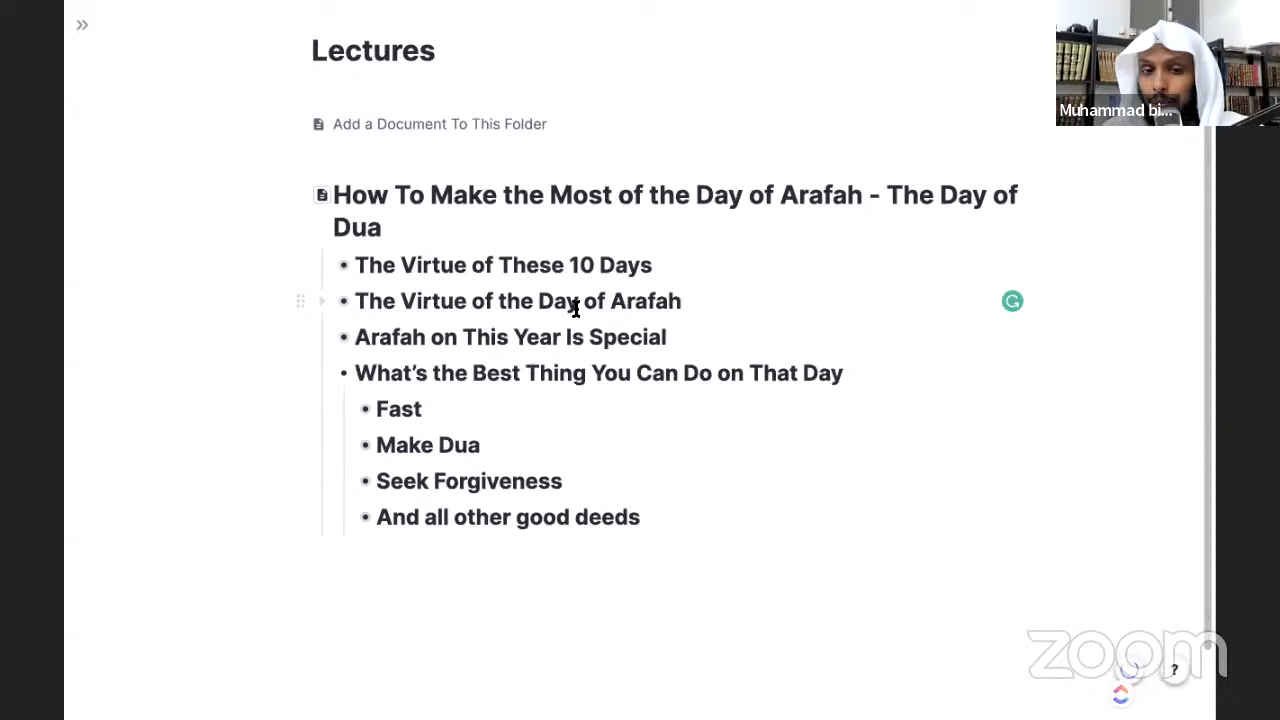 Lectures
Muhammad bi...
Add a Document To This Folder
How To Make the Most of the Day of Arafah - The Day of
Dua
• The Virtue of These 10 Days
• The Virtue of the Day of Arafah
• Arafah on This Year Is Special
• What’s the Best Thing You Can Do on That Day
• Fast
• Make Dua
• Seek Forgiveness
• And all other good deeds
zoom
?